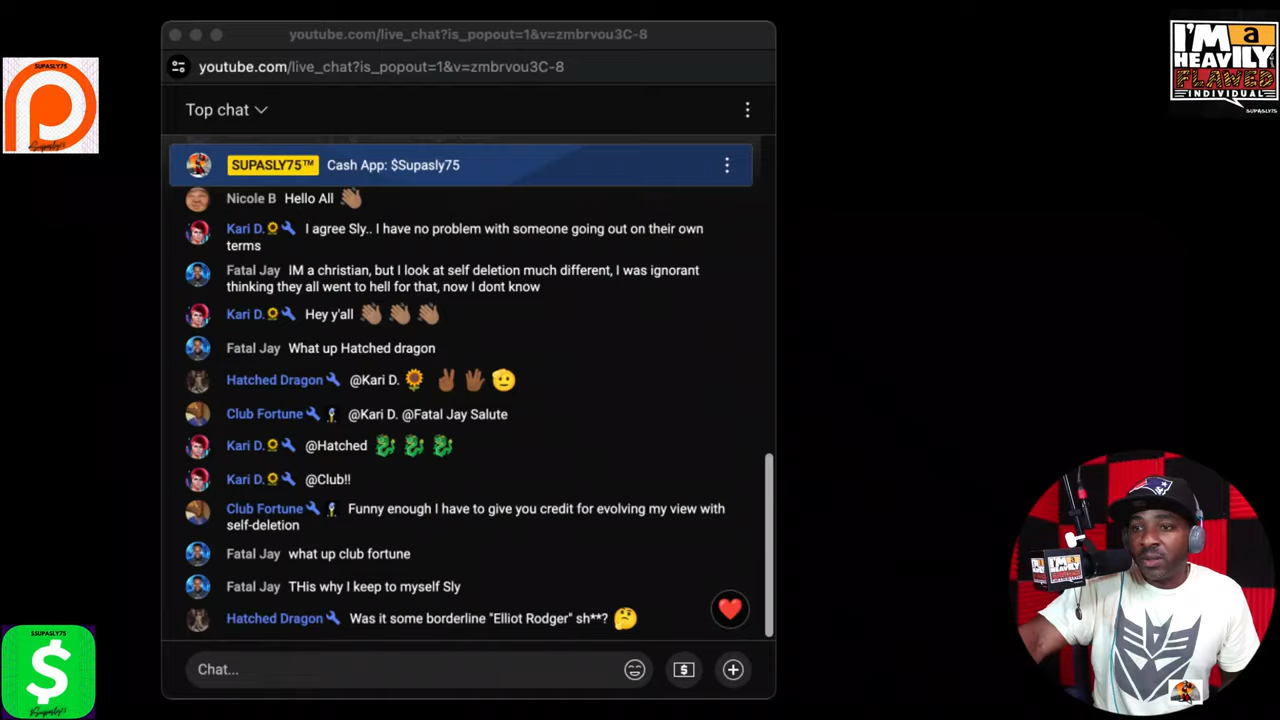 youtube.com/live_chat?is_popout=1&v=zmbrvou3C-8
youtube.com/live_chat?is_popout=1&v=zmbrvou3C-8
SUPASLY75
Supasly75
I'M a
HEAVILY
FLAWED
INDIVIDUAL
SUPASLY75
Top chat
SUPASLY75™ Cash App: $Supasly75
Nicole B Hello All 👋🏽
Kari D.🌻 I agree Sly.. I have no problem with someone going out on their own
terms
Fatal Jay IM a christian, but I look at self deletion much different, I was ignorant
thinking they all went to hell for that, now I dont know
Kari D.🌻 Hey y'all 👋🏽 👋🏽 👋🏽
Fatal Jay What up Hatched dragon
Hatched Dragon @Kari D. 🌻 ✌🏾 🖖🏾 🫡
Club Fortune @Kari D. @Fatal Jay Salute
Kari D.🌻 @Hatched 🐉 🐉 🐉
Kari D.🌻 @Club!!
Club Fortune Funny enough I have to give you credit for evolving my view with
self-deletion
Fatal Jay what up club fortune
Fatal Jay THis why I keep to myself Sly
Hatched Dragon Was it some borderline "Elliot Rodger" sh**? 🤔
Chat...
$SUPASLY75
$
$Supasly75
I'M a
HEAVILY